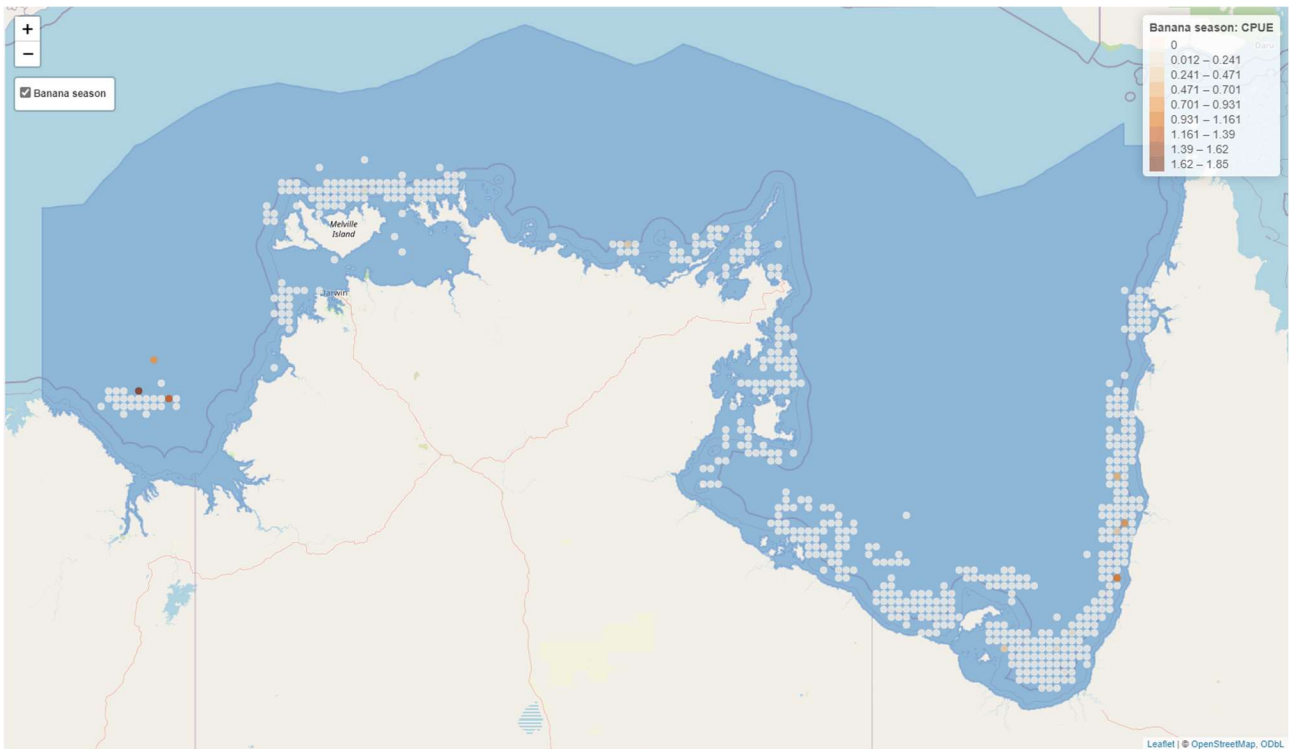 +
−
Banana season
Banana season: CPUE
0
0.012 – 0.241
0.241 – 0.471
0.471 – 0.701
0.701 – 0.931
0.931 – 1.161
1.161 – 1.39
1.39 – 1.62
1.62 – 1.85
Daru
Melville
Island
Darwin
Leaflet | © OpenStreetMap, ODbL